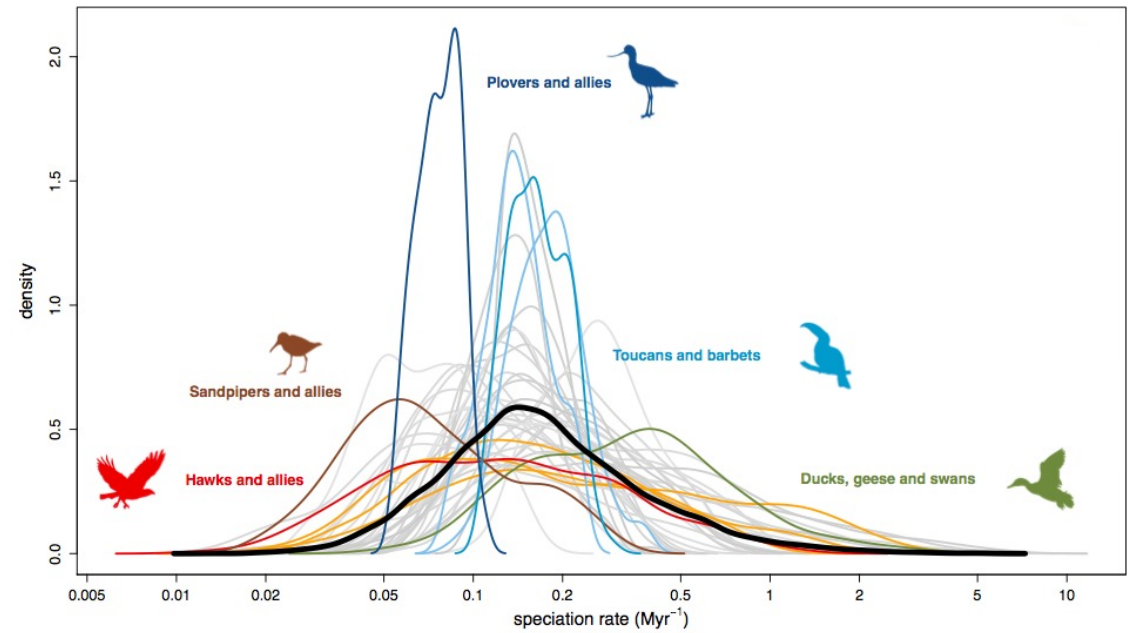 Plovers and allies
Toucans and barbets
Sandpipers and allies
Hawks and allies
Ducks, geese and swans
density
2.0
1.5
1.0
0.5
0.0
0.005 0.01 0.02 0.05 0.1 0.2 0.5 1 2 5 10
speciation rate (Myr⁻¹)